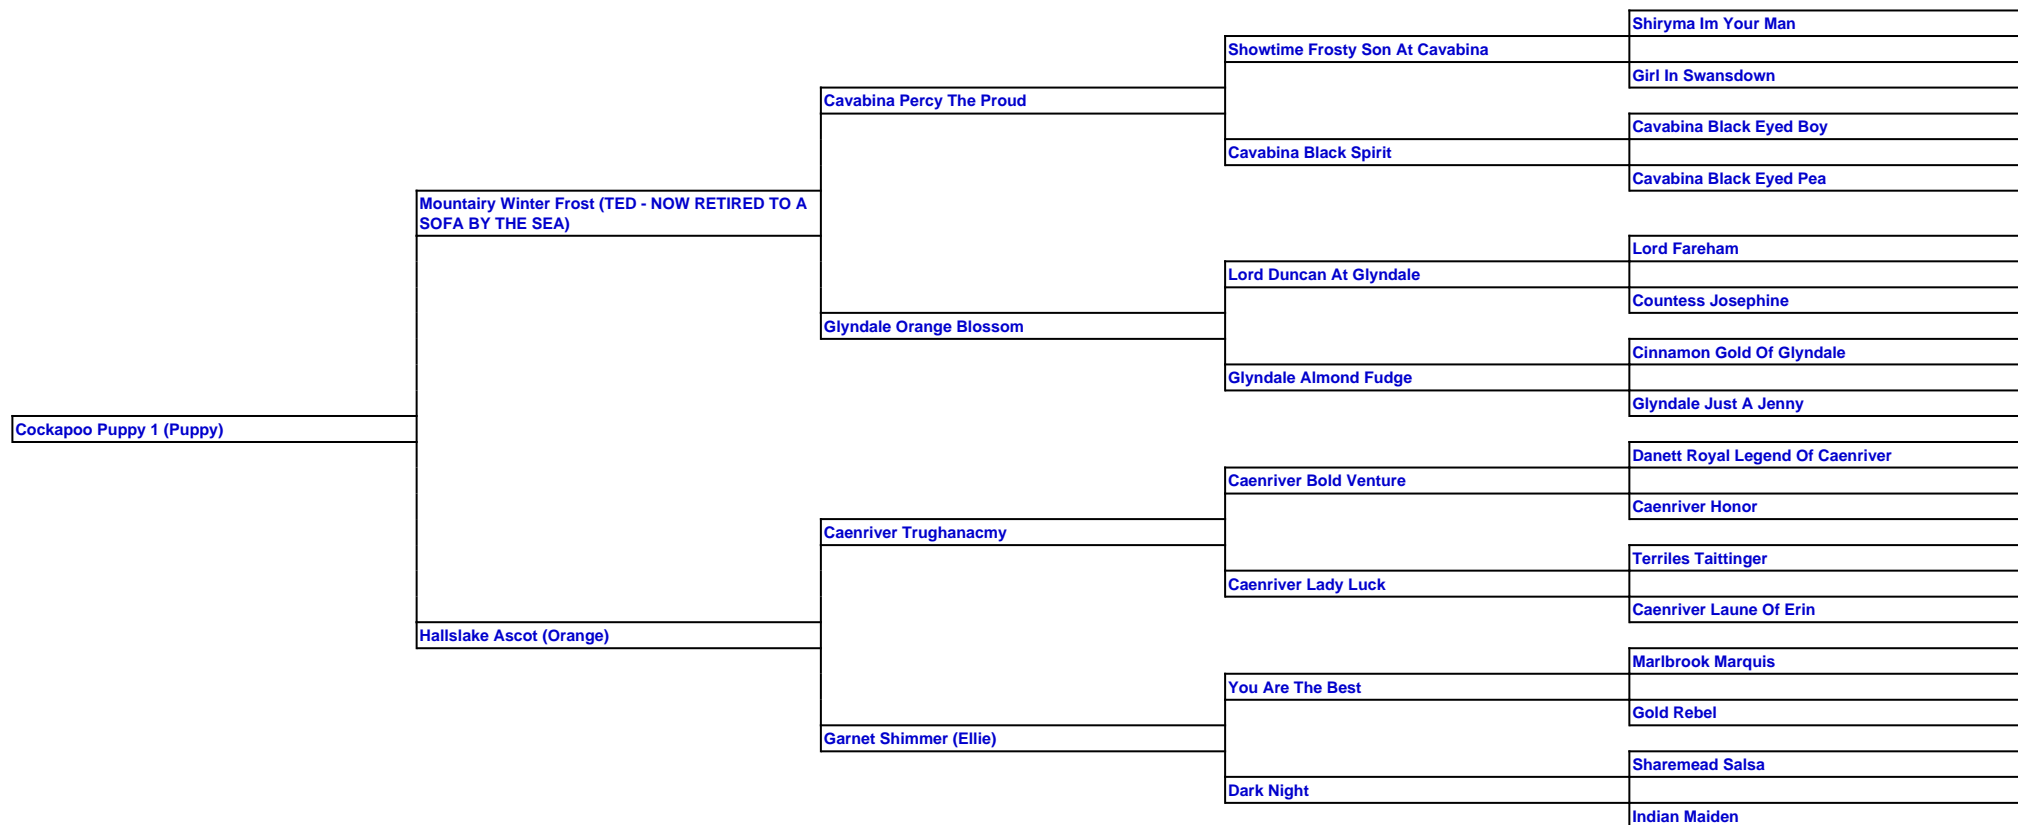 Shiryma Im Your Man
Showtime Frosty Son At Cavabina
Girl In Swansdown
Cavabina Percy The Proud
Cavabina Black Eyed Boy
Cavabina Black Spirit
Cavabina Black Eyed Pea
Mountairy Winter Frost (TED - NOW RETIRED TO A
SOFA BY THE SEA)
Lord Fareham
Lord Duncan At Glyndale
Countess Josephine
Glyndale Orange Blossom
Cinnamon Gold Of Glyndale
Glyndale Almond Fudge
Glyndale Just A Jenny
Cockapoo Puppy 1 (Puppy)
Danett Royal Legend Of Caenriver
Caenriver Bold Venture
Caenriver Honor
Caenriver Trughanacmy
Terriles Taittinger
Caenriver Lady Luck
Caenriver Laune Of Erin
Hallslake Ascot (Orange)
Marlbrook Marquis
You Are The Best
Gold Rebel
Garnet Shimmer (Ellie)
Sharemead Salsa
Dark Night
Indian Maiden